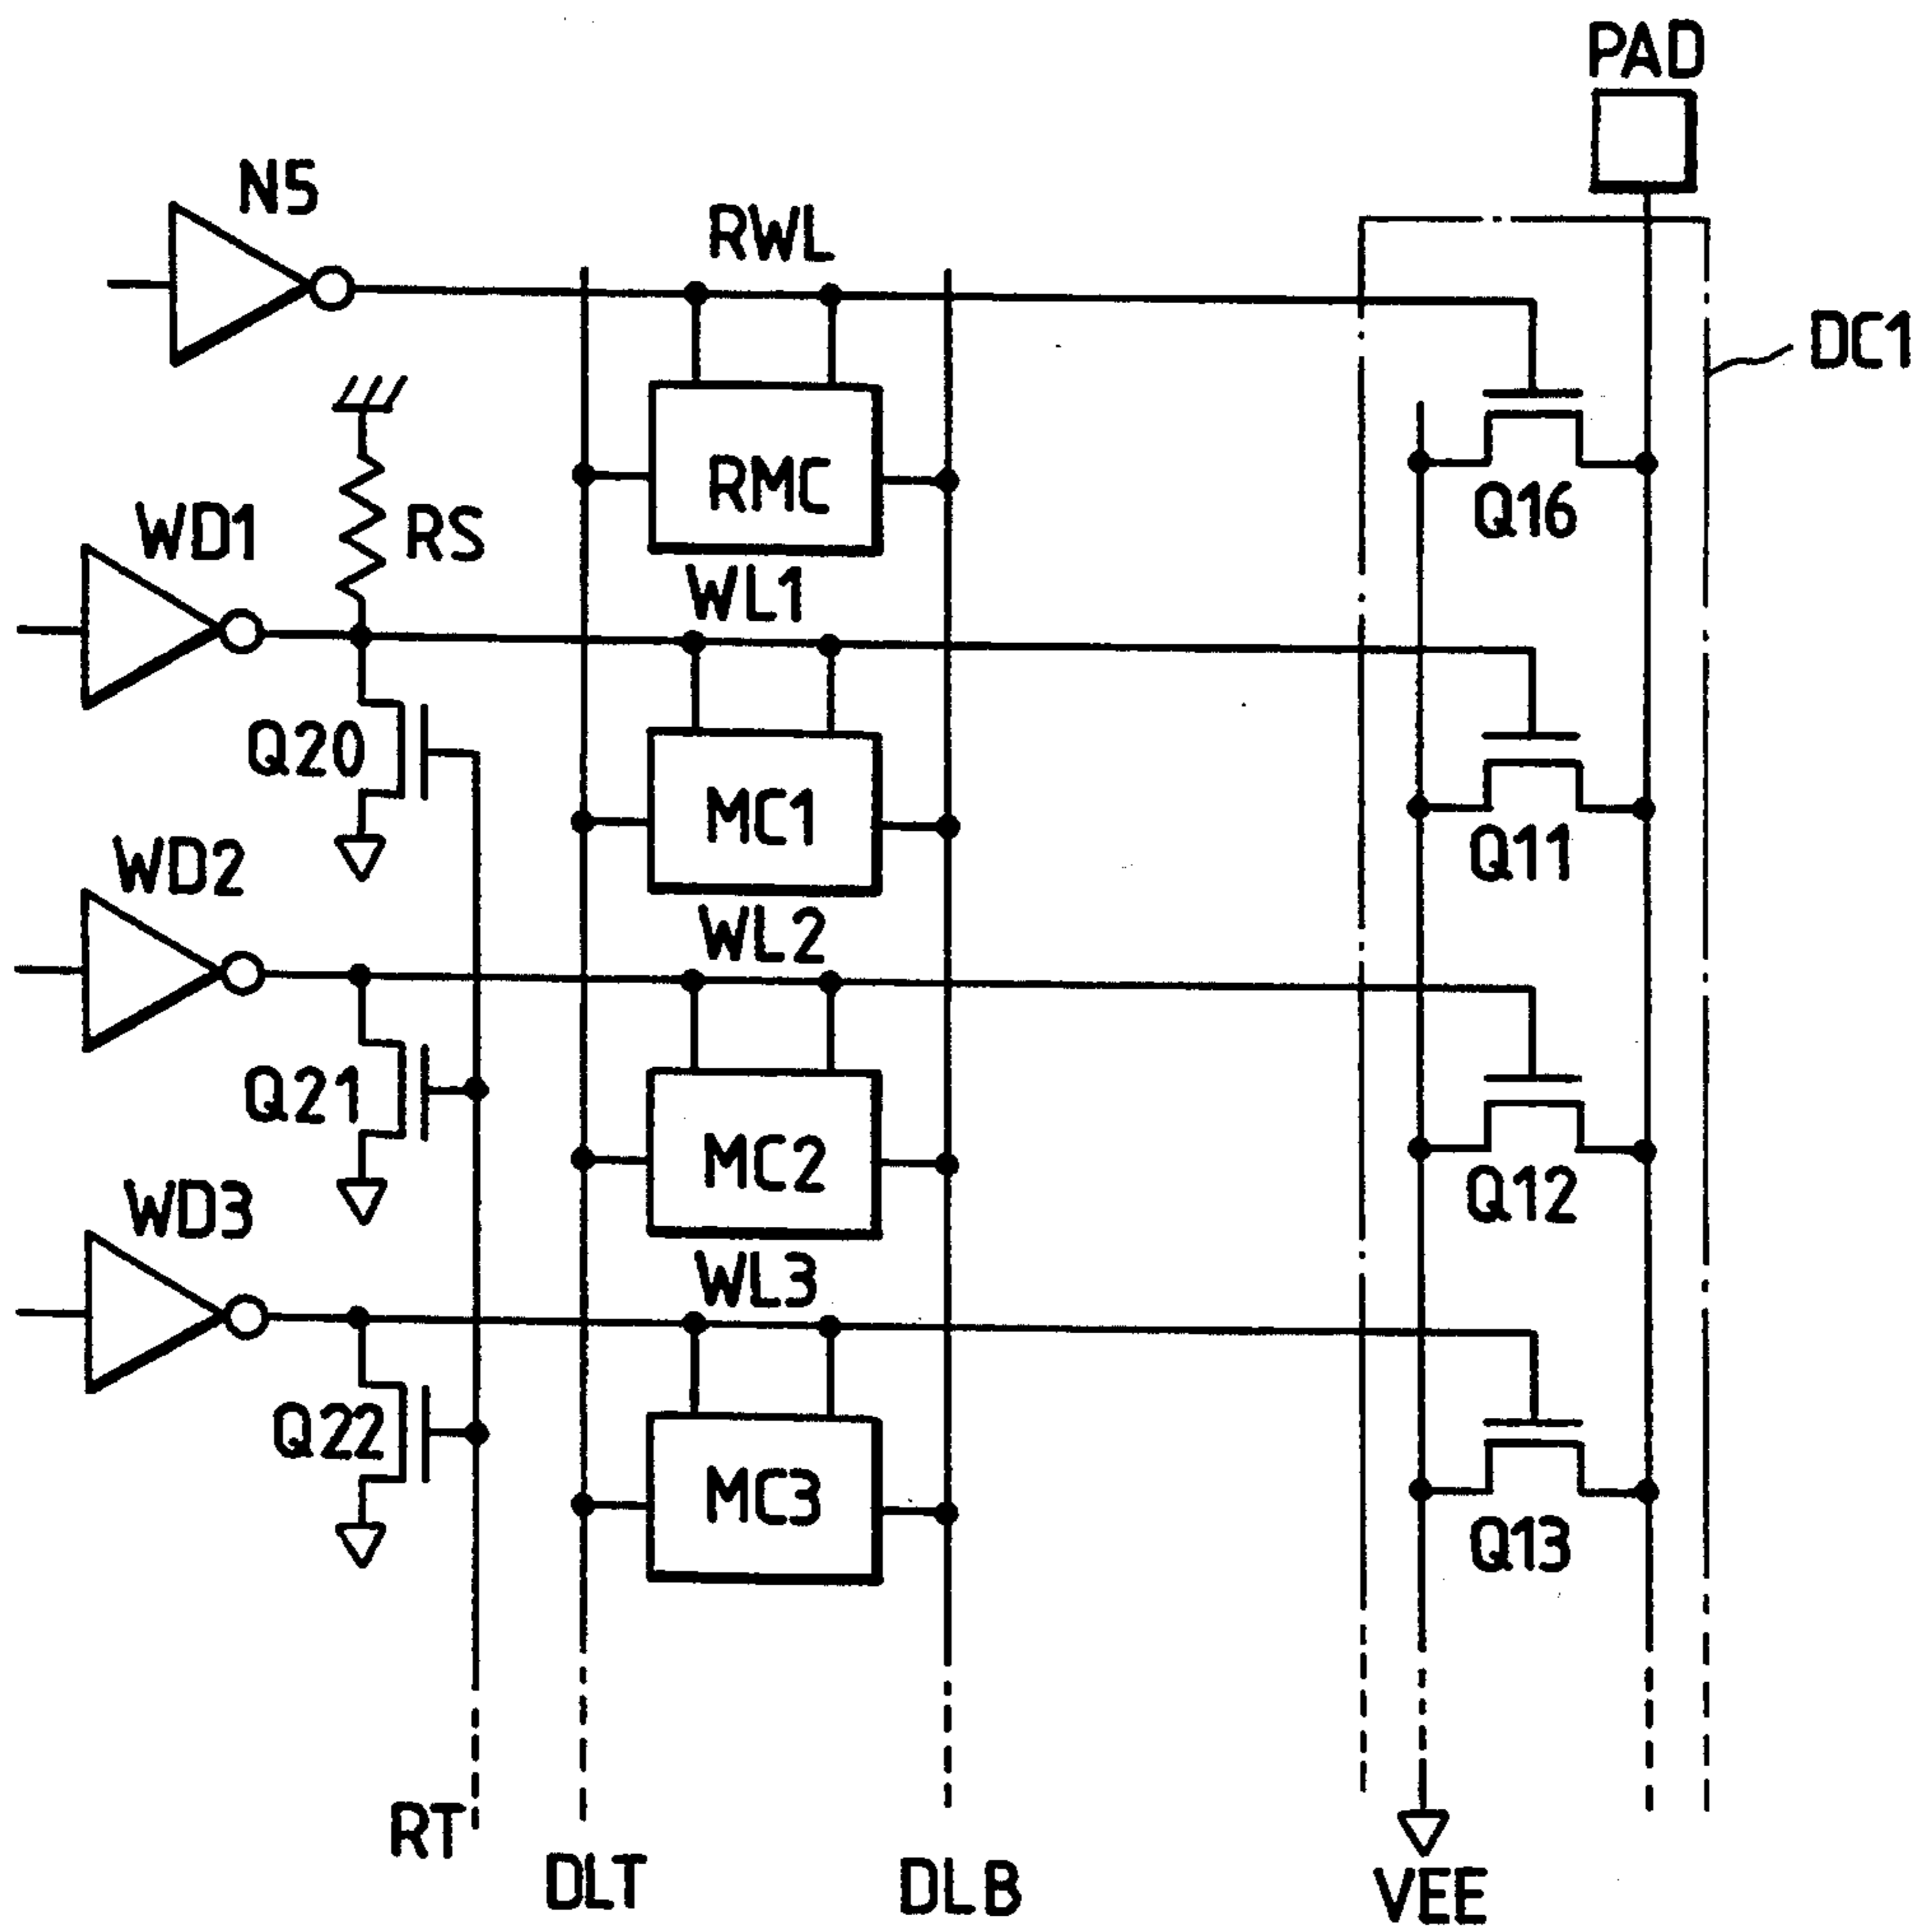 PAD
N5
RWL
DC1
RMC
Q16
WD1
RS
WL1
Q20
MC1
Q11
WD2
WL2
Q21
MC2
Q12
WD3
WL3
Q22
MC3
Q13
RT
DLT
DLB
VEE